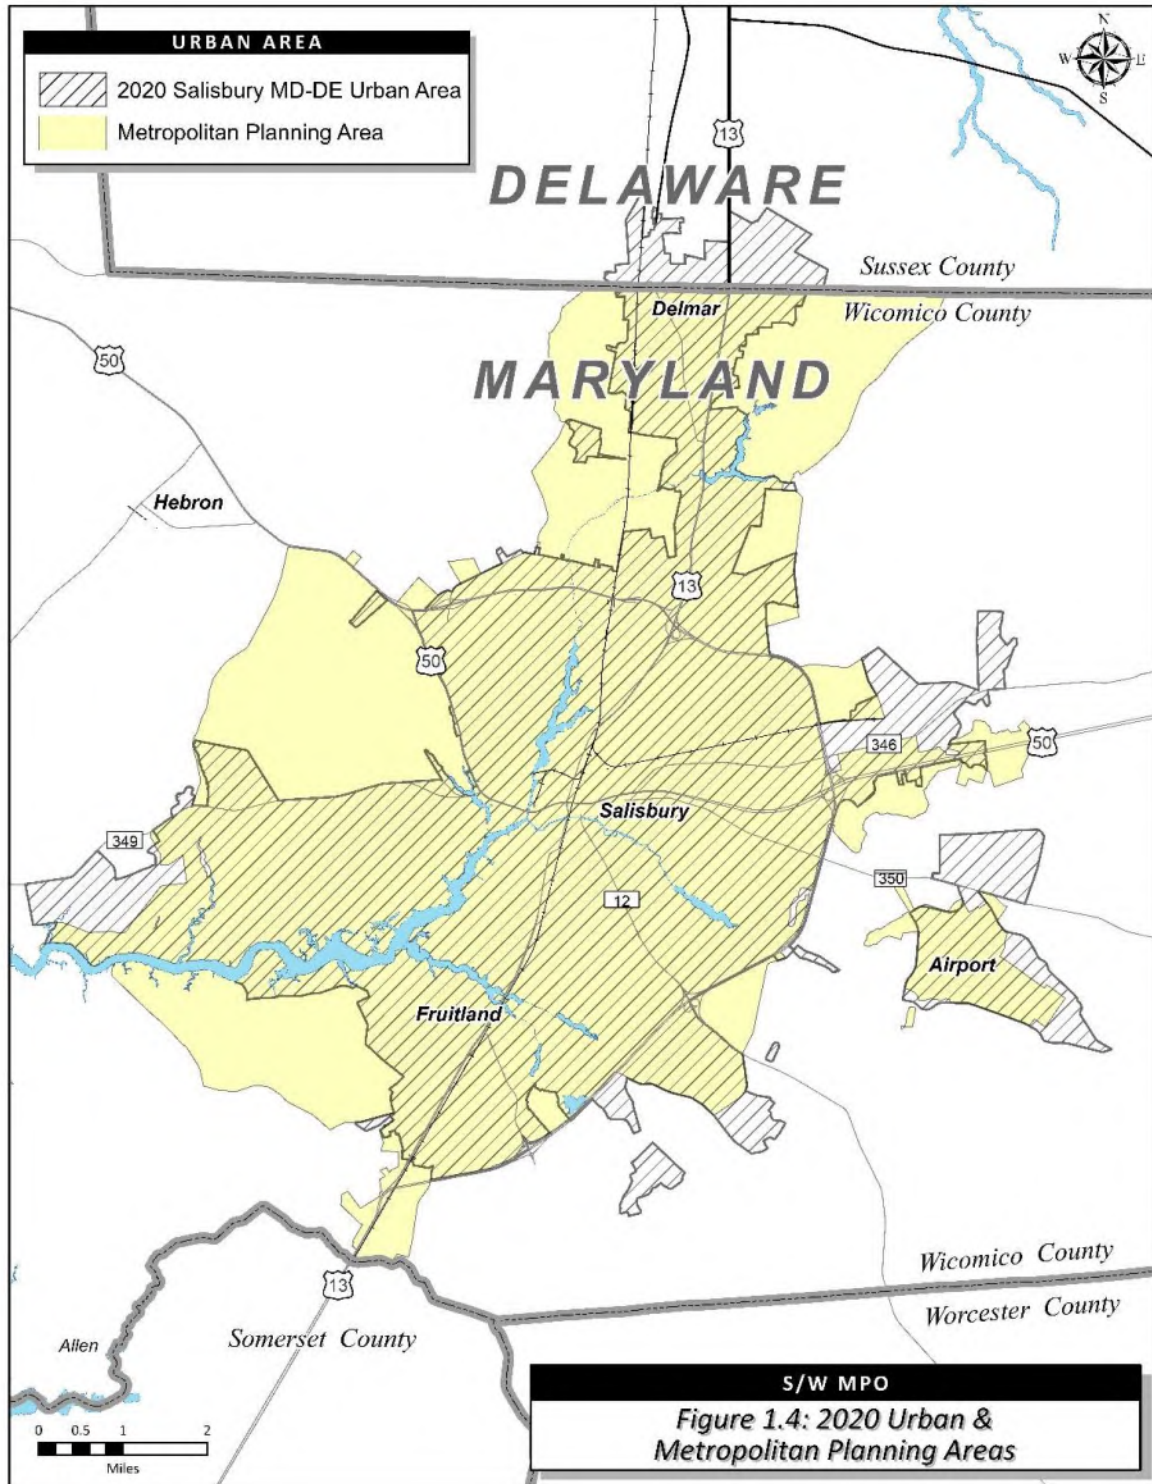 URBAN AREA
2020 Salisbury MD-DE Urban Area
Metropolitan Planning Area
N
W E
S
13
DELAWARE
Sussex County
Wicomico County
Delmar
50
MARYLAND
Hebron
13
50
346
50
Salisbury
349
350
12
Airport
Fruitland
Wicomico County
Worcester County
13
Somerset County
Allen
0 0.5 1 2
Miles
S/W MPO
Figure 1.4: 2020 Urban &
Metropolitan Planning Areas